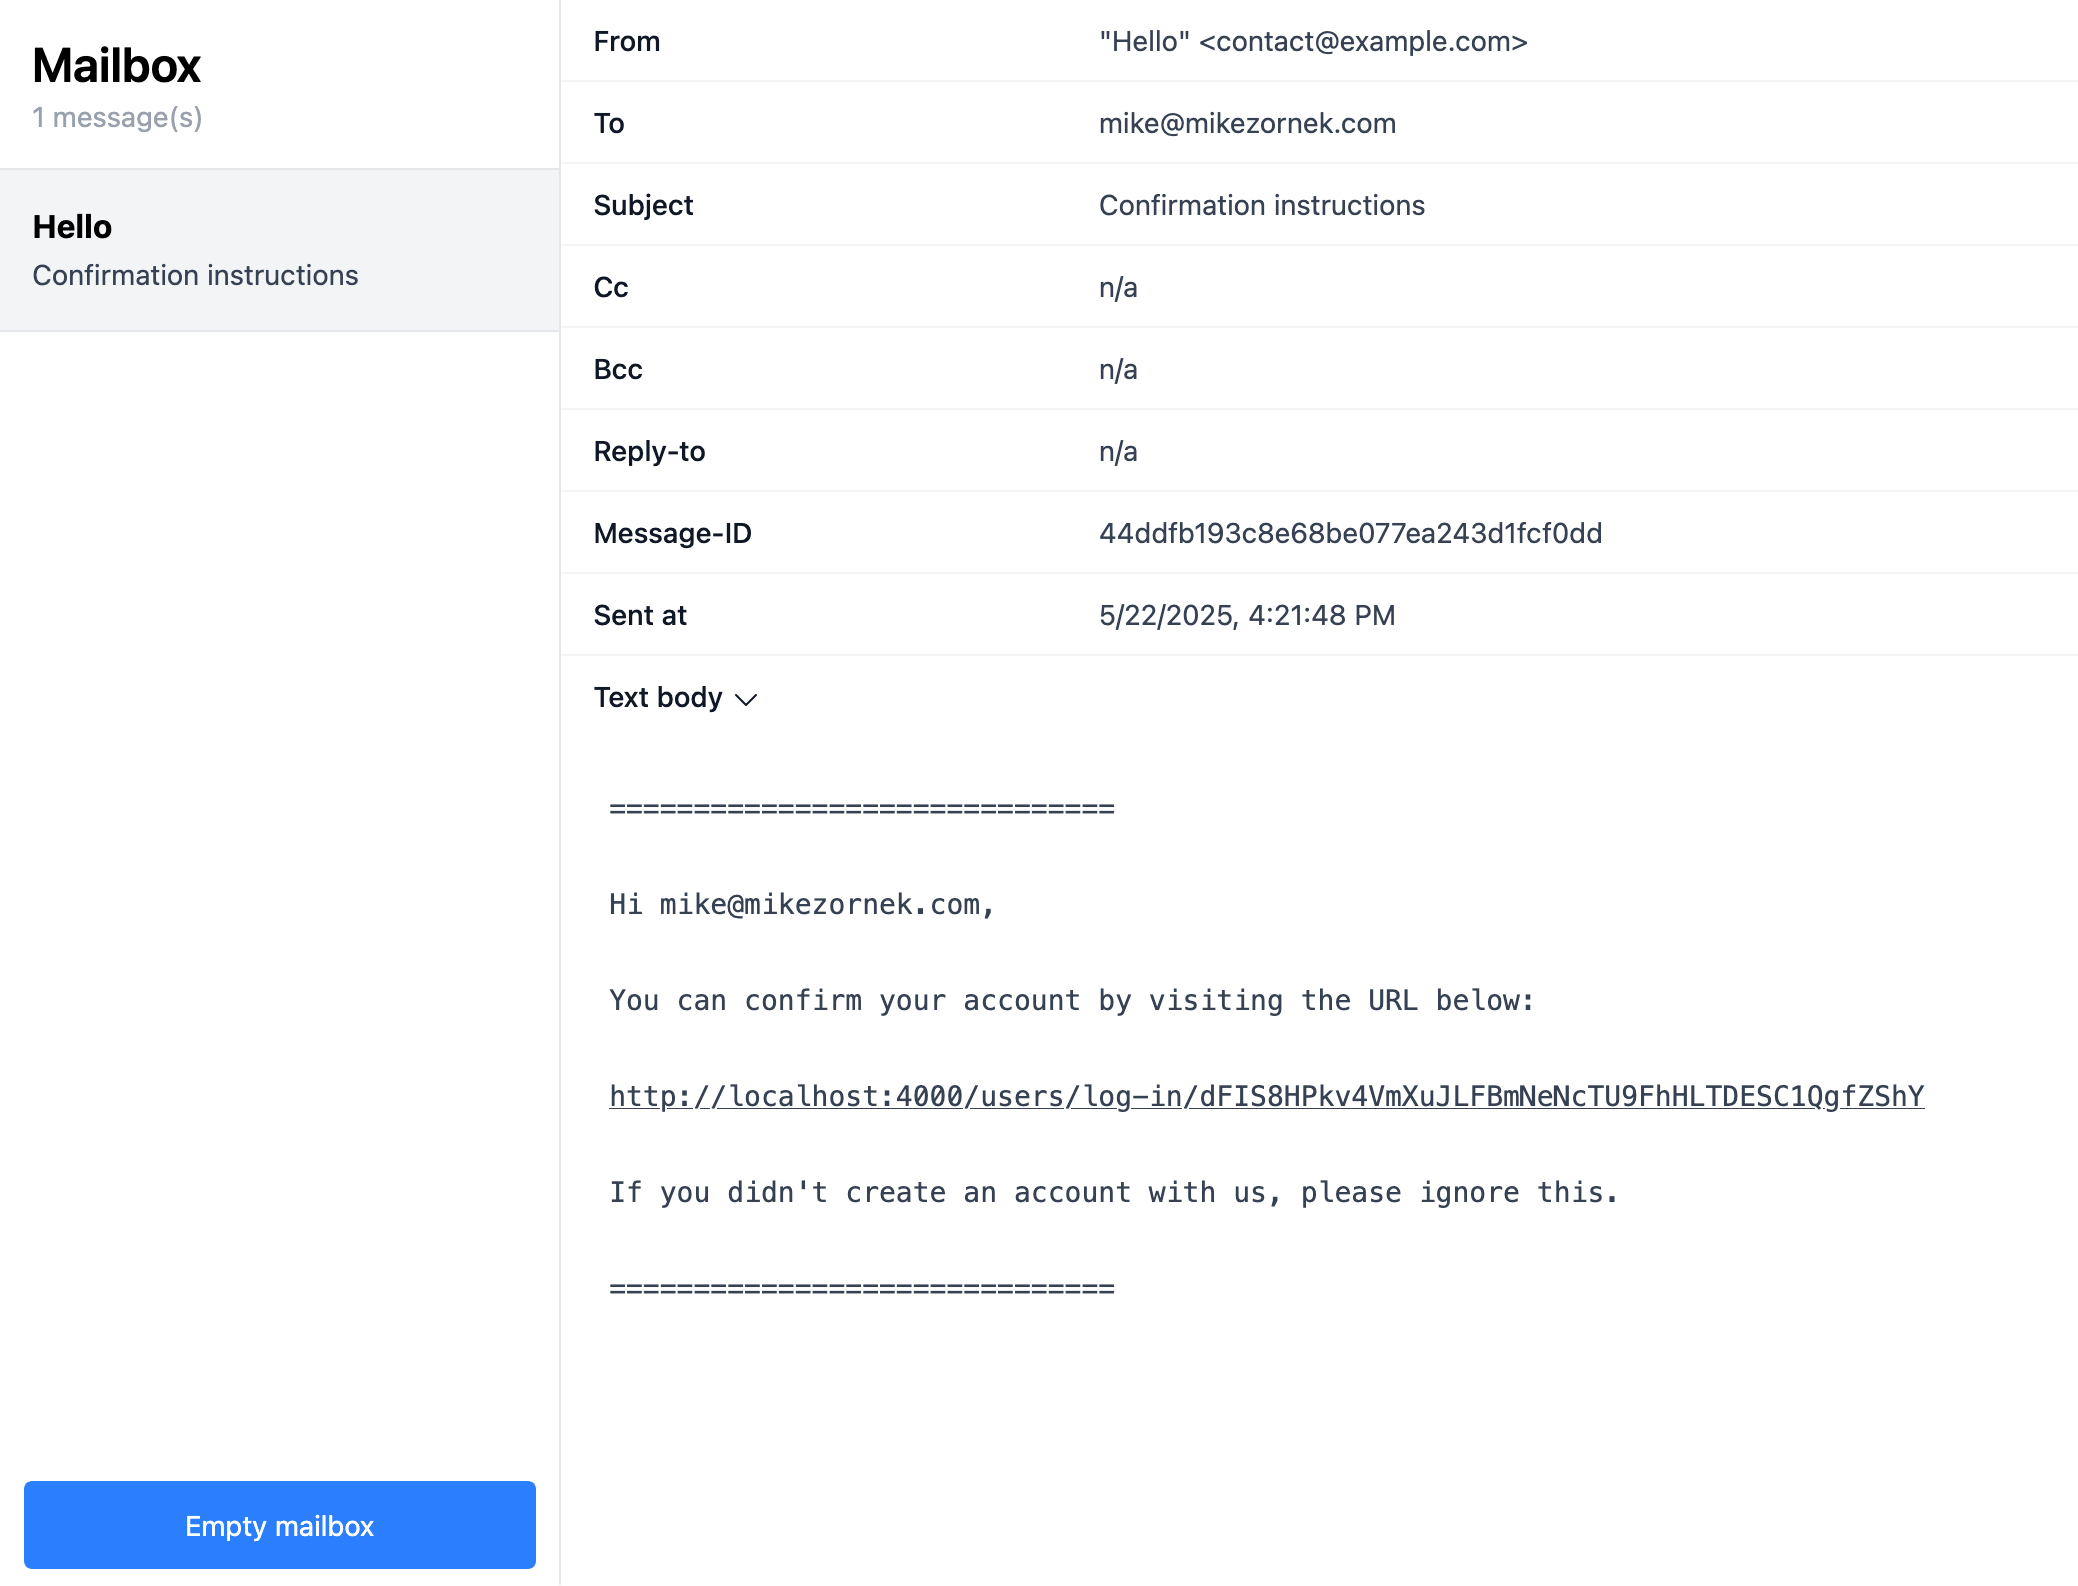 Mailbox
1 message(s)
Hello
Confirmation instructions
Empty mailbox
From "Hello" <contact@example.com>
To mike@mikezornek.com
Subject Confirmation instructions
Cc n/a
Bcc n/a
Reply-to n/a
Message-ID 44ddfb193c8e68be077ea243d1fcf0dd
Sent at 5/22/2025, 4:21:48 PM
Text body
==============================
Hi mike@mikezornek.com,
You can confirm your account by visiting the URL below:
http://localhost:4000/users/log-in/dFIS8HPkv4VmXuJLFBmNeNcTU9FhHLTDESC1QgfZShY
If you didn't create an account with us, please ignore this.
==============================